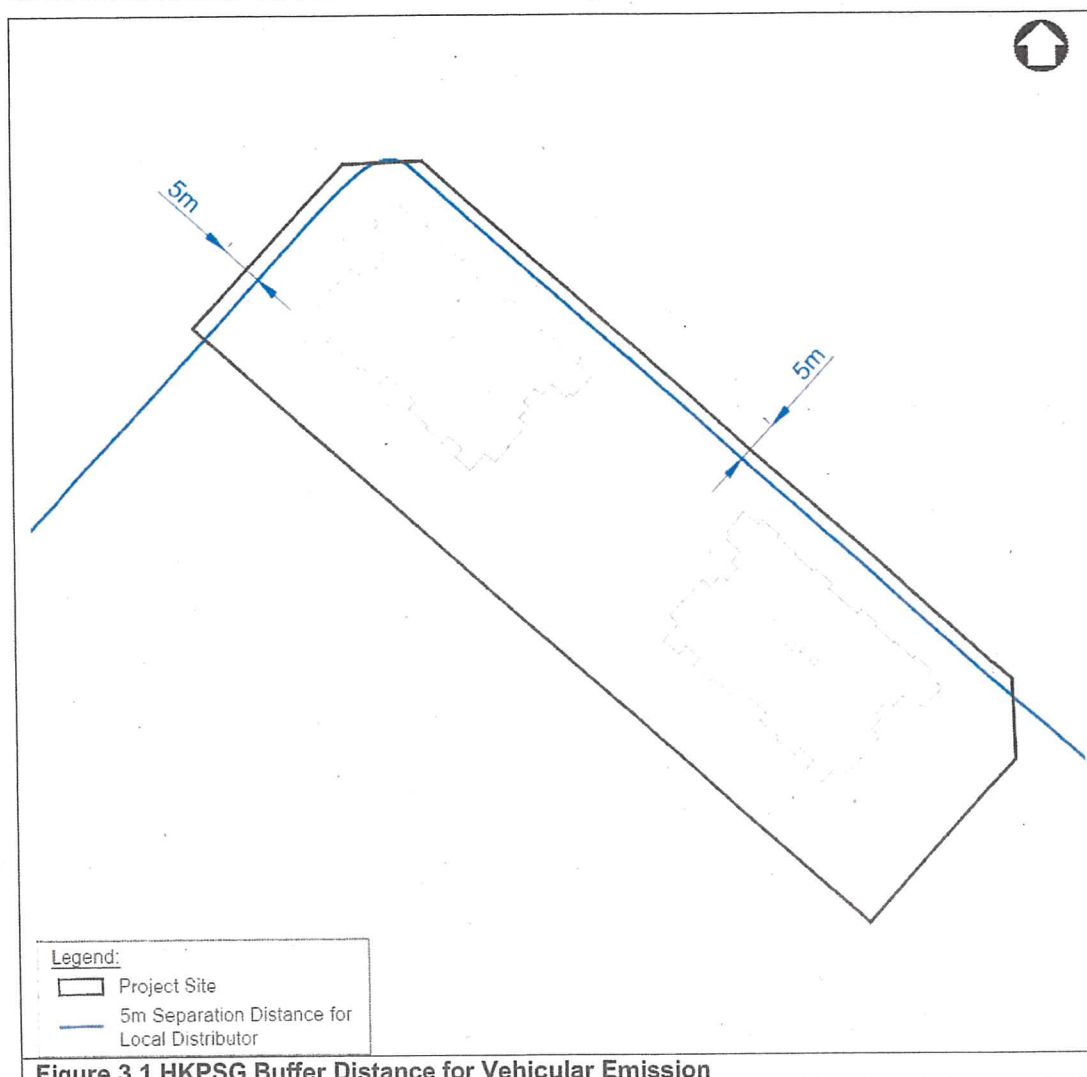 5m
5m
Legend:
Project Site
5m Separation Distance for
Local Distributor
Figure 3.1 HKPSG Buffer Distance for Vehicular Emission